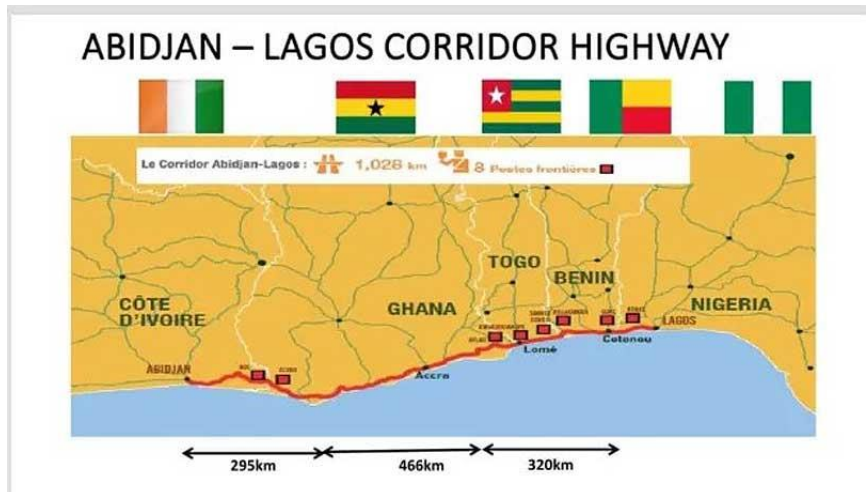 ABIDJAN – LAGOS CORRIDOR HIGHWAY
Le Corridor Abidjan-Lagos : 1,028 km 8 Postes frontières
TOGO
BENIN
CÔTE
D'IVOIRE
GHANA
NIGERIA
LAGOS
ABIDJAN
Accra
Lomé
Cotonou
295km
466km
320km